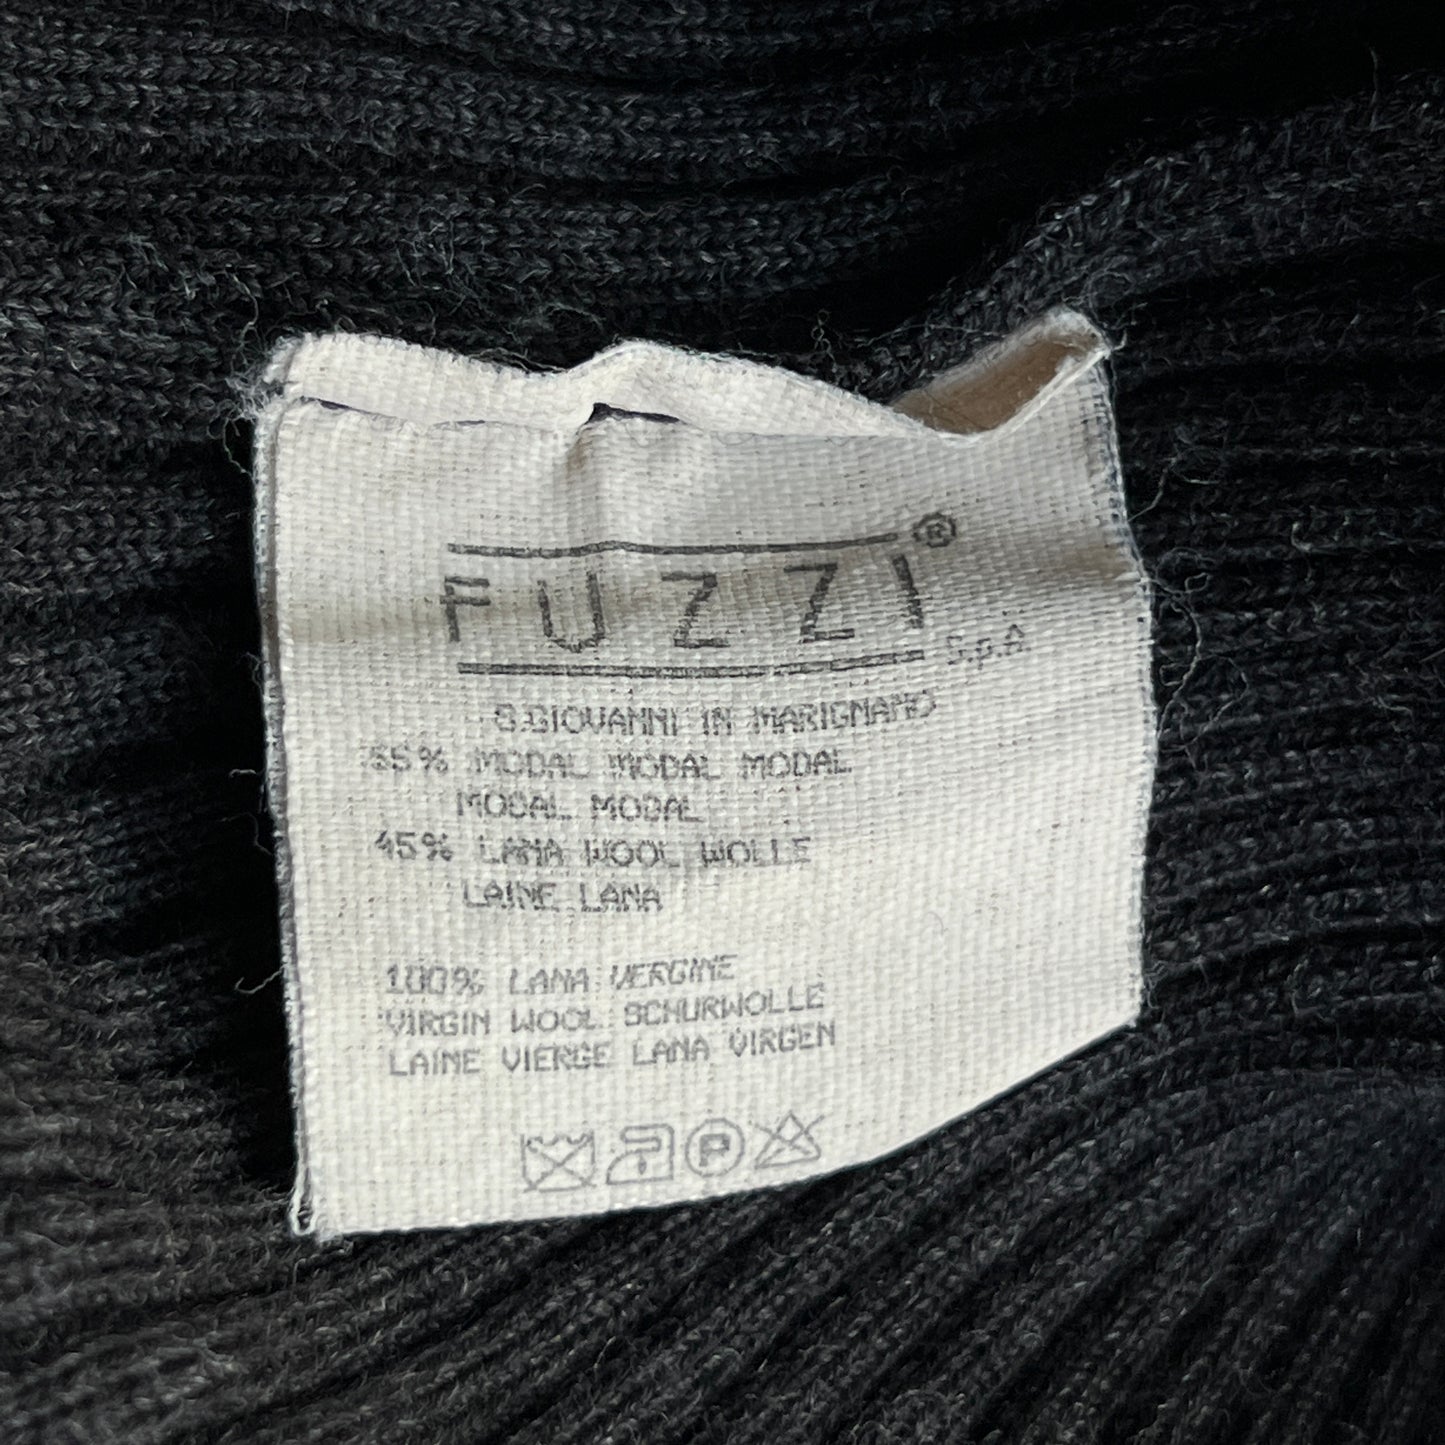 FUZZI®
S.p.A.
S.GIOVANNI IN MARIGNANO
55% MODAL MODAL MODAL
MODAL MODAL
45% LANA WOOL WOLLE
LAINE LANA
100% LANA VERGINE
VIRGIN WOOL SCHURWOLLE
LAINE VIERGE LANA VIRGEN
P